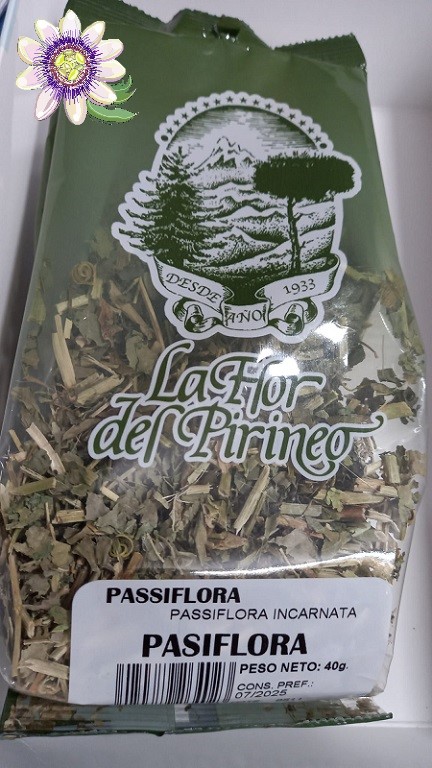 DESDE
AÑO
1933
La Flor
del Pirineo
PASSIFLORA
PASSIFLORA INCARNATA
PASIFLORA
PESO NETO: 40g.
CONS. PREF.:
07/2025